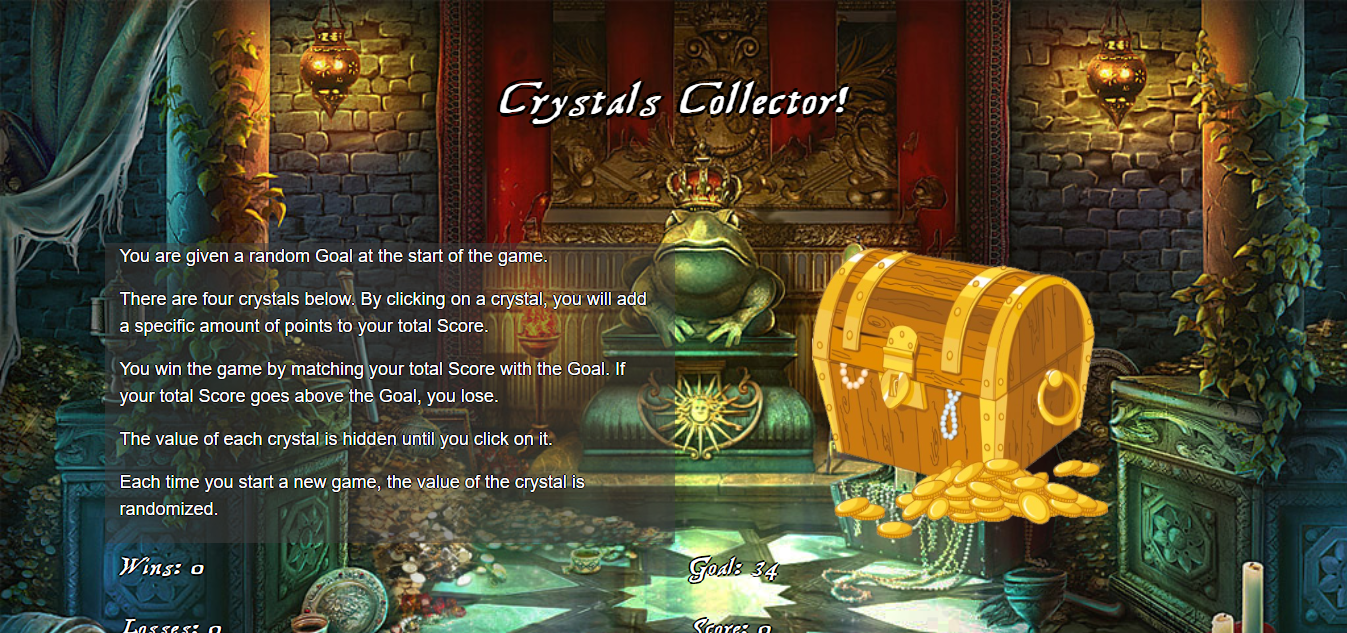 Crystals Collector!
You are given a random Goal at the start of the game.
There are four crystals below. By clicking on a crystal, you will add
a specific amount of points to your total Score.
You win the game by matching your total Score with the Goal. If
your total Score goes above the Goal, you lose.
The value of each crystal is hidden until you click on it.
Each time you start a new game, the value of the crystal is
randomized.
Wins: 0
Goal: 34
Losses: 0
Score: 0